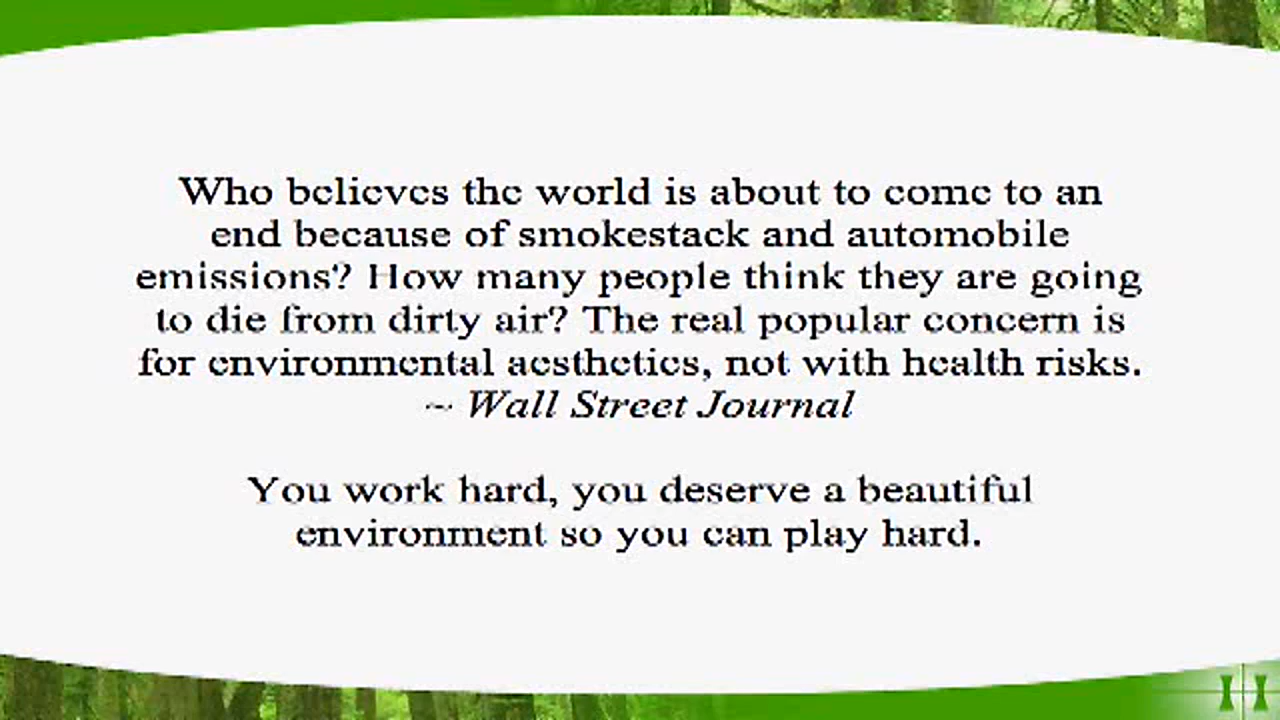 Who believes the world is about to come to an
end because of smokestack and automobile
emissions? How many people think they are going
to die from dirty air? The real popular concern is
for environmental aesthetics, not with health risks.
~ Wall Street Journal
You work hard, you deserve a beautiful
environment so you can play hard.